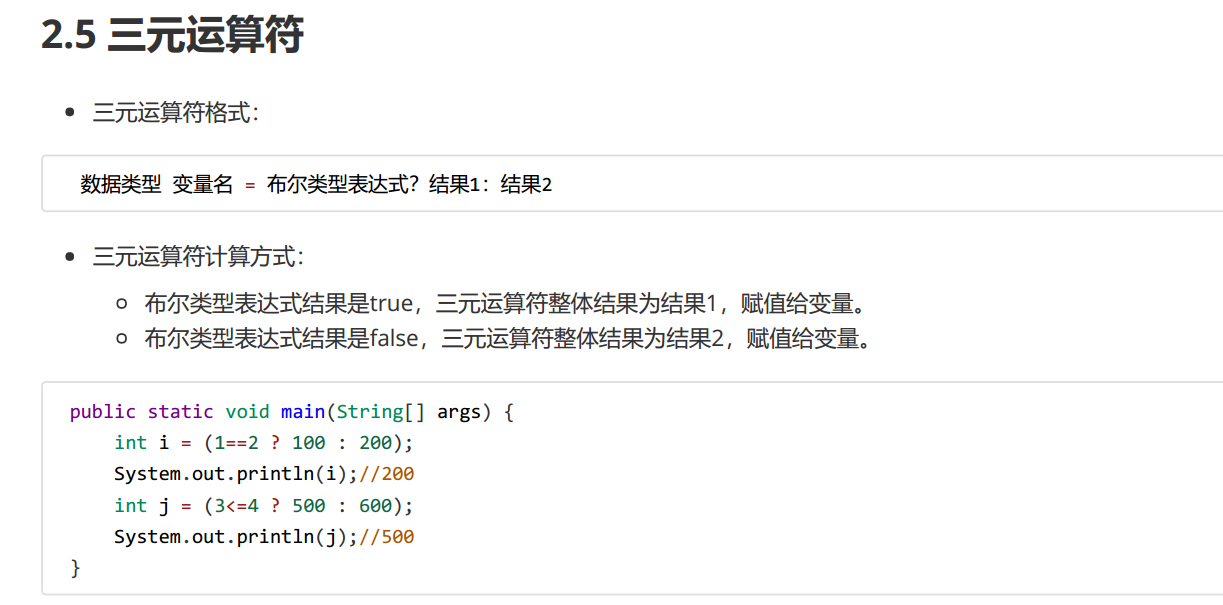 2.5 三元运算符
三元运算符格式：
数据类型 变量名 = 布尔类型表达式？结果1：结果2
三元运算符计算方式：
布尔类型表达式结果是true，三元运算符整体结果为结果1，赋值给变量。
布尔类型表达式结果是false，三元运算符整体结果为结果2，赋值给变量。
public static void main(String[] args) {
    int i = (1==2 ? 100 : 200);
    System.out.println(i);//200
    int j = (3<=4 ? 500 : 600);
    System.out.println(j);//500
}